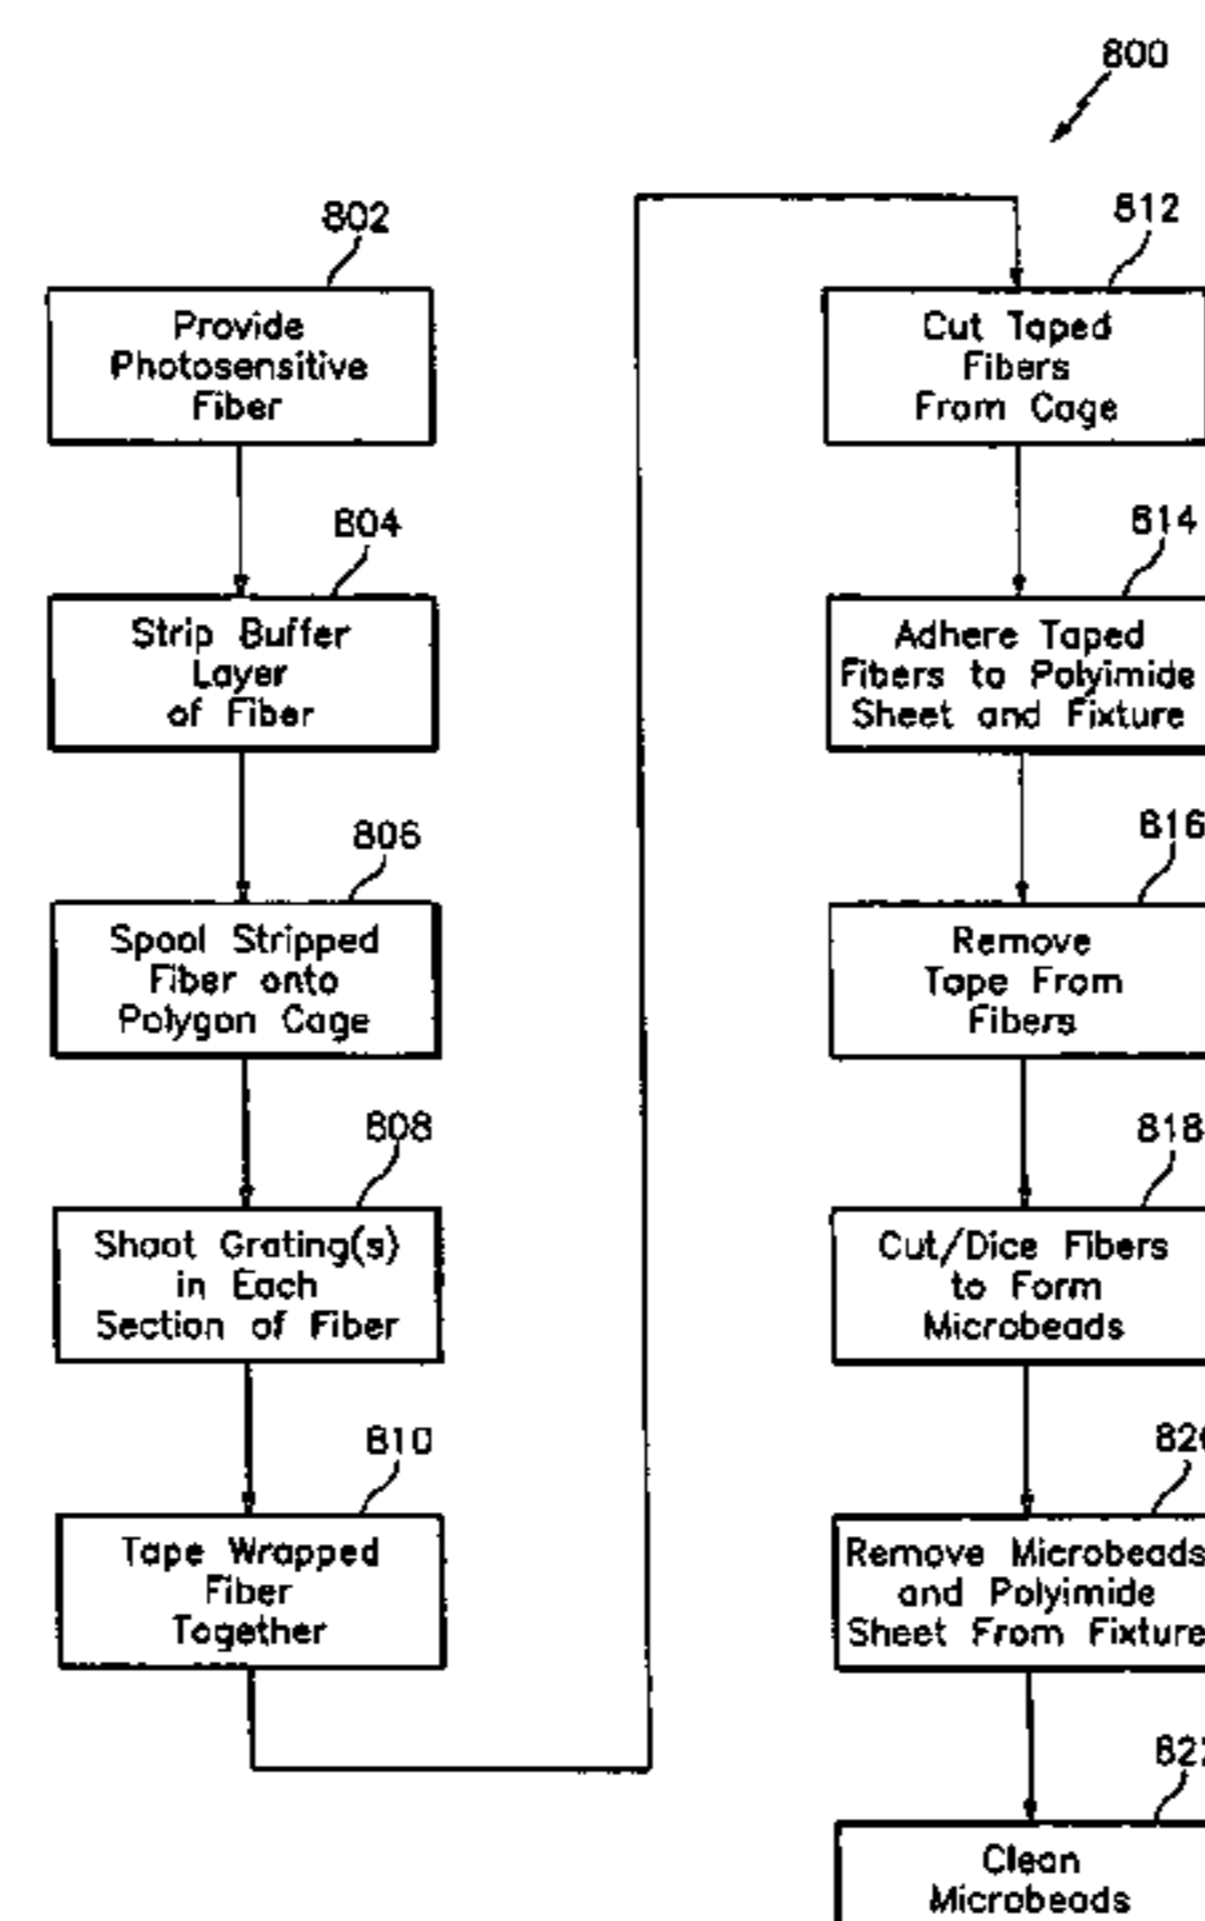 800
802
Provide
Photosensitive
Fiber
804
Strip Buffer
Layer
of Fiber
806
Spool Stripped
Fiber onto
Polygon Cage
808
Shoot Grating(s)
in Each
Section of Fiber
810
Tape Wrapped
Fiber
Together
812
Cut Taped
Fibers
From Cage
814
Adhere Taped
Fibers to Polyimide
Sheet and Fixture
816
Remove
Tape From
Fibers
818
Cut/Dice Fibers
to Form
Microbeads
820
Remove Microbeads
and Polyimide
Sheet From Fixture
822
Clean
Microbeads